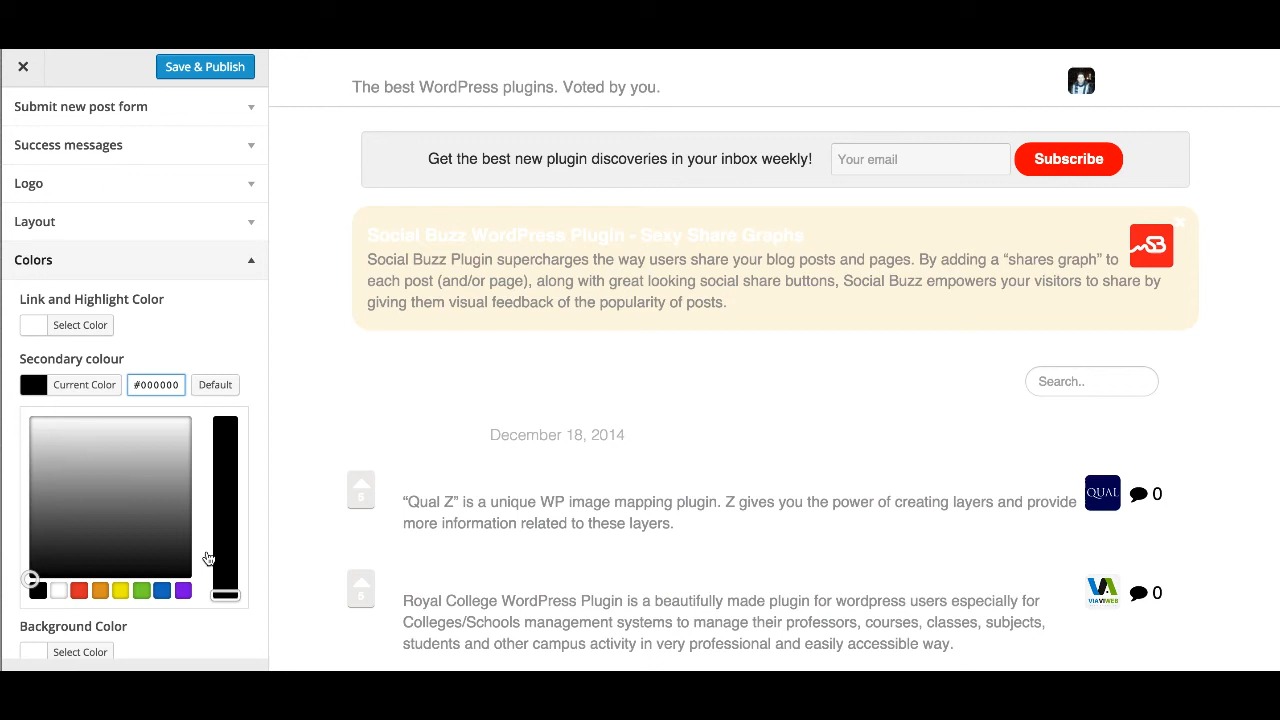 Save & Publish
Submit new post form
Success messages
Logo
Layout
Colors
Link and Highlight Color
Select Color
Secondary colour
Current Color
#000000
Default
Background Color
Select Color
The best WordPress plugins. Voted by you.
Get the best new plugin discoveries in your inbox weekly!
Your email
Subscribe
Social Buzz WordPress Plugin - Sexy Share Graphs
Social Buzz Plugin supercharges the way users share your blog posts and pages. By adding a “shares graph” to
each post (and/or page), along with great looking social share buttons, Social Buzz empowers your visitors to share by
giving them visual feedback of the popularity of posts.
SB
Search..
December 18, 2014
6
“Qual Z” is a unique WP image mapping plugin. Z gives you the power of creating layers and provide
more information related to these layers.
QUAL
0
6
Royal College WordPress Plugin is a beautifully made plugin for wordpress users especially for
Colleges/Schools management systems to manage their professors, courses, classes, subjects,
students and other campus activity in very professional and easily accessible way.
VA
VIAVIWEB
0